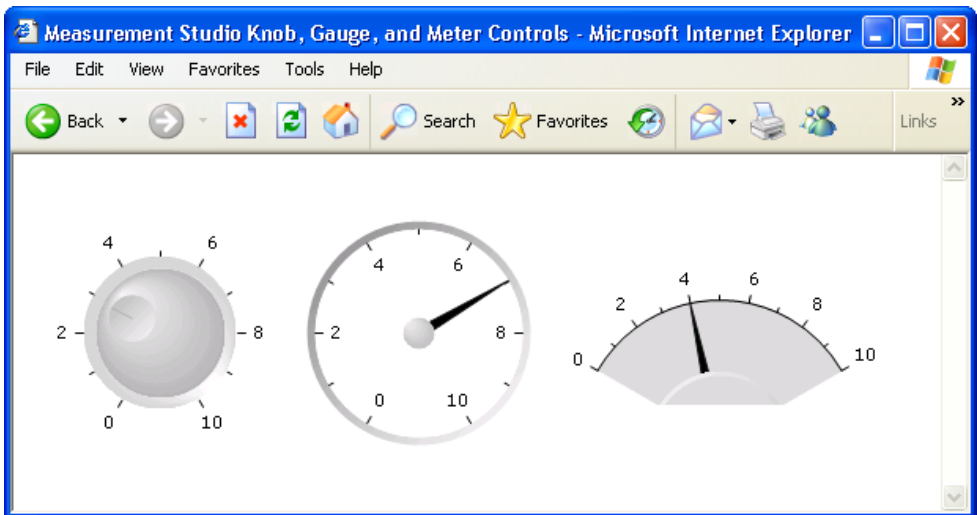 Measurement Studio Knob, Gauge, and Meter Controls - Microsoft Internet Explorer
File Edit View Favorites Tools Help
Back Search Favorites Links
0 2 4 6 8 10
0 2 4 6 8 10
0 2 4 6 8 10